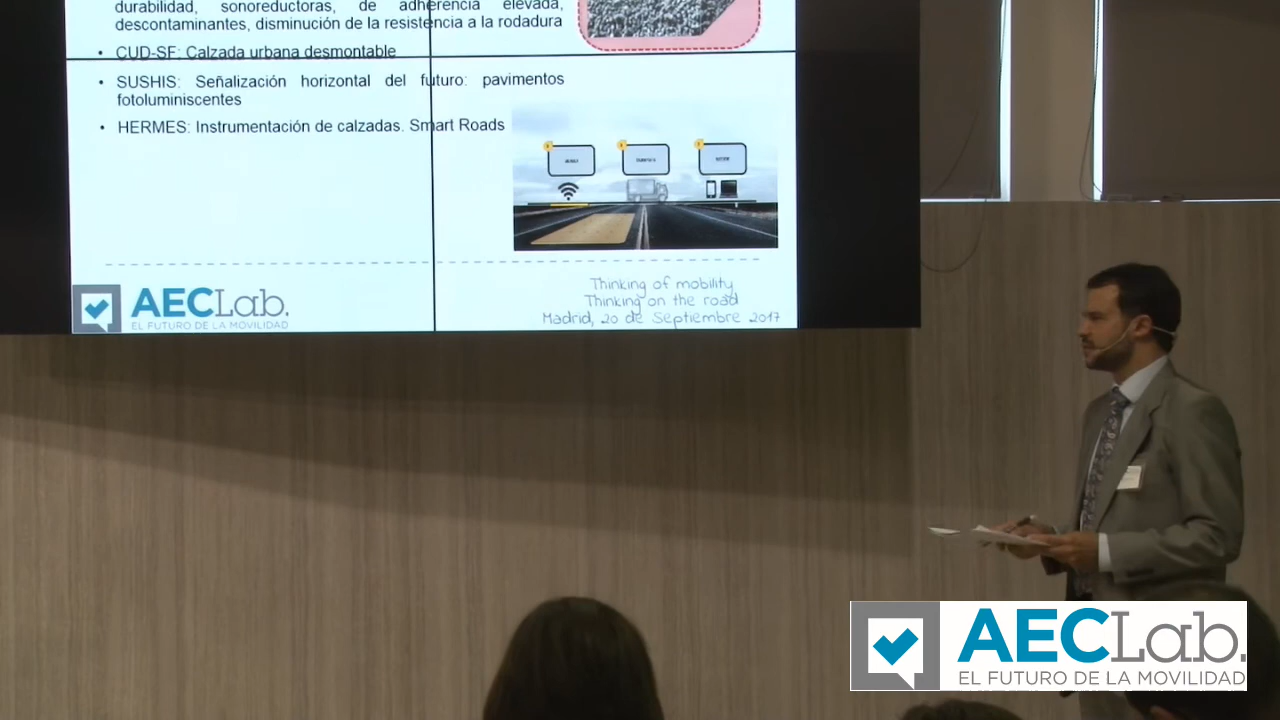 durabilidad, sonoreductoras, de adherencia elevada,
descontaminantes, disminución de la resistencia a la rodadura
• CUD-SF: Calzada urbana desmontable
• SUSHIS: Señalización horizontal del futuro: pavimentos
fotoluminiscentes
• HERMES: Instrumentación de calzadas. Smart Roads
AECLab.
EL FUTURO DE LA MOVILIDAD
Thinking of mobility
Thinking on the road
Madrid, 20 de Septiembre 2017
AECLab.
EL FUTURO DE LA MOVILIDAD